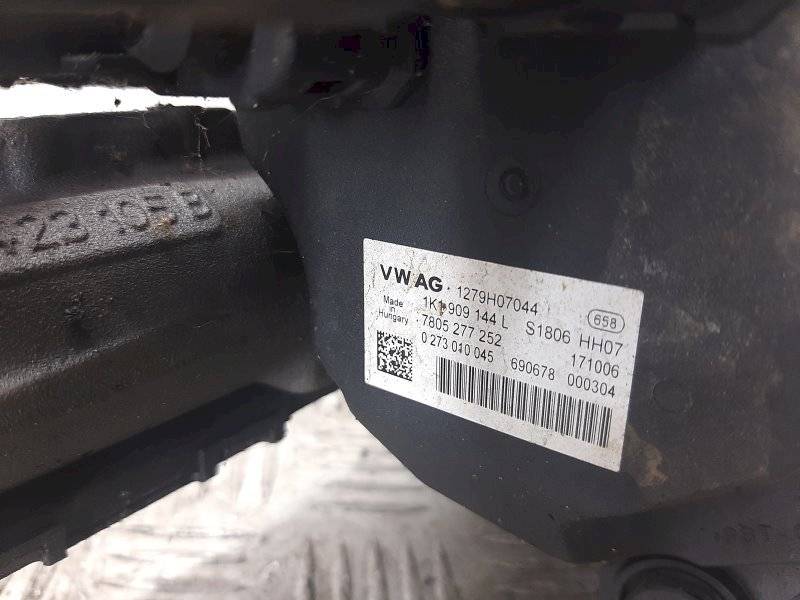 423 105 B
VW AG . 1279H07044
Made in Hungary
1K1 909 144 L S1806 HH07
658
7805 277 252 171006
0 273 010 045 690678 000304